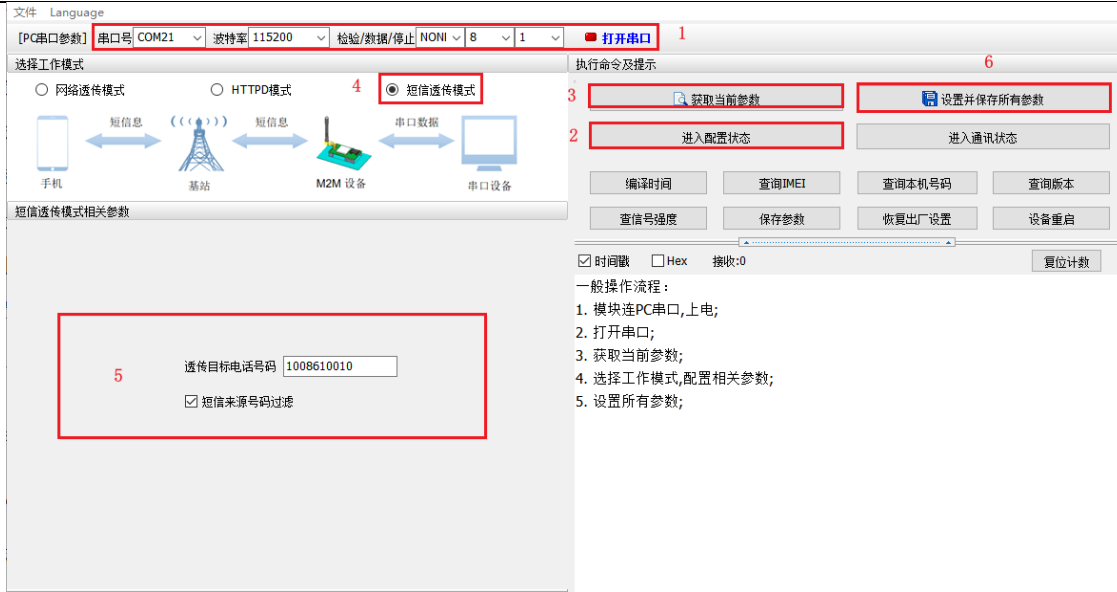 文件 Language
[PC串口参数] 串口号 COM21 波特率 115200 检验/数据/停止 NONI 8 1 打开串口 1
选择工作模式
网络透传模式 HTTPD模式 4 短信透传模式
短信息 短信息 串口数据
手机 基站 M2M 设备 串口设备
短信透传模式相关参数
5
透传目标电话号码 1008610010
短信来源号码过滤
执行命令及提示 6
3 获取当前参数 设置并保存所有参数
2 进入配置状态 进入通讯状态
编译时间 查询IMEI 查询本机号码 查询版本
查信号强度 保存参数 恢复出厂设置 设备重启
时间戳 Hex 接收:0 复位计数
一般操作流程：
1. 模块连PC串口,上电;
2. 打开串口;
3. 获取当前参数;
4. 选择工作模式,配置相关参数;
5. 设置所有参数;